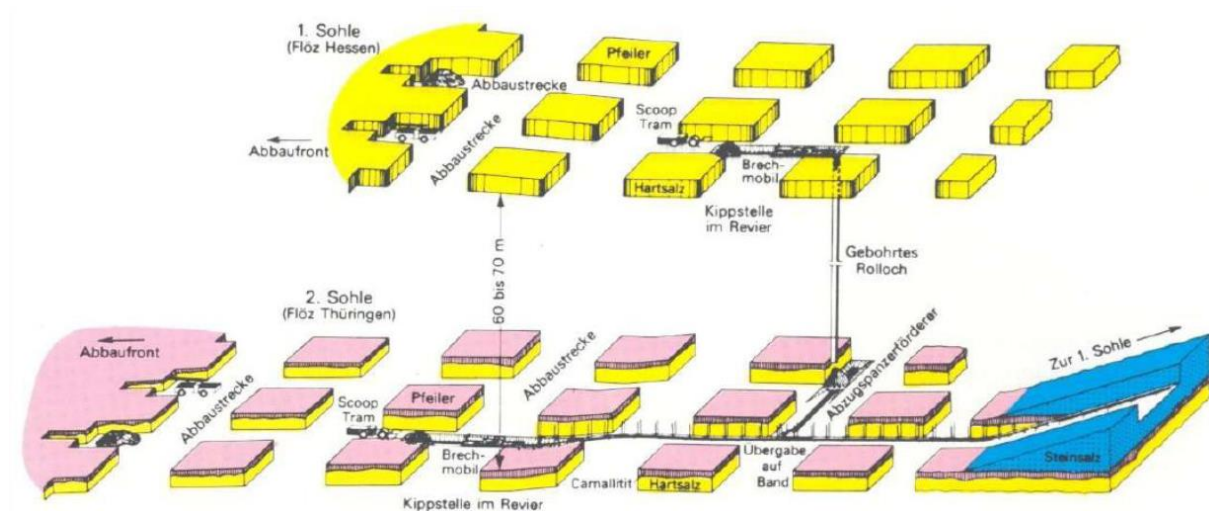 1. Sohle
(Flöz Hessen)
Pfeiler
Abbaustrecke
Scoop
Tram
Abbaustrecke
Abbaufront
Brech-
mobil
Hartsalz
Kippstelle
im Revier
60 bis 70 m
Gebohrtes
Rolloch
2. Sohle
(Flöz Thüringen)
Abbaufront
Abbaustrecke
Abbaustrecke
Abzugspanzerförderer
Zur 1. Sohle
Pfeiler
Scoop
Tram
Brech-
mobil
Übergabe
auf
Band
Steinsalz
Carnallitit
Hartsalz
Kippstelle im Revier